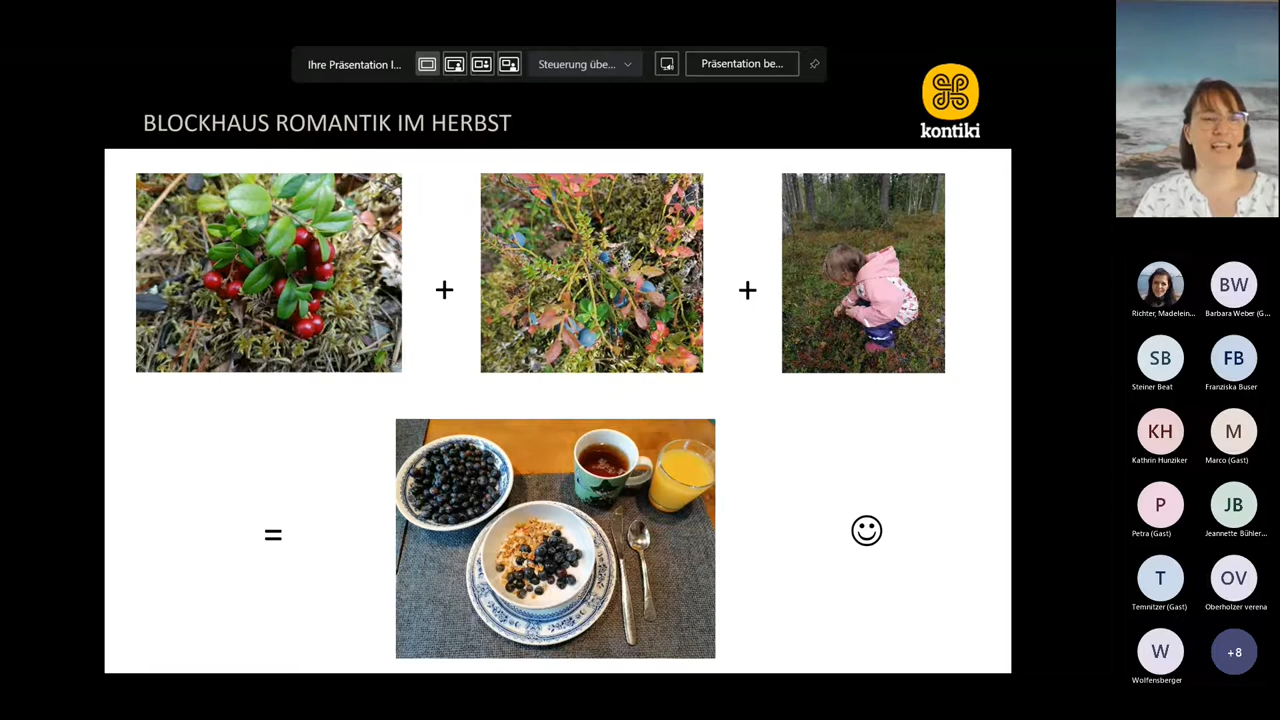 Ihre Präsentation I...
Steuerung übe...
Präsentation be...
kontiki
BLOCKHAUS ROMANTIK IM HERBST
+
+
=
Richter, Madelein...
BW
Barbara Weber (G...
SB
Steiner Beat
FB
Franziska Buser
KH
Kathrin Hunziker
M
Marco (Gast)
P
Petra (Gast)
JB
Jeannette Bühler...
T
Temnitzer (Gast)
OV
Oberholzer verena
W
Wolfensberger
+8